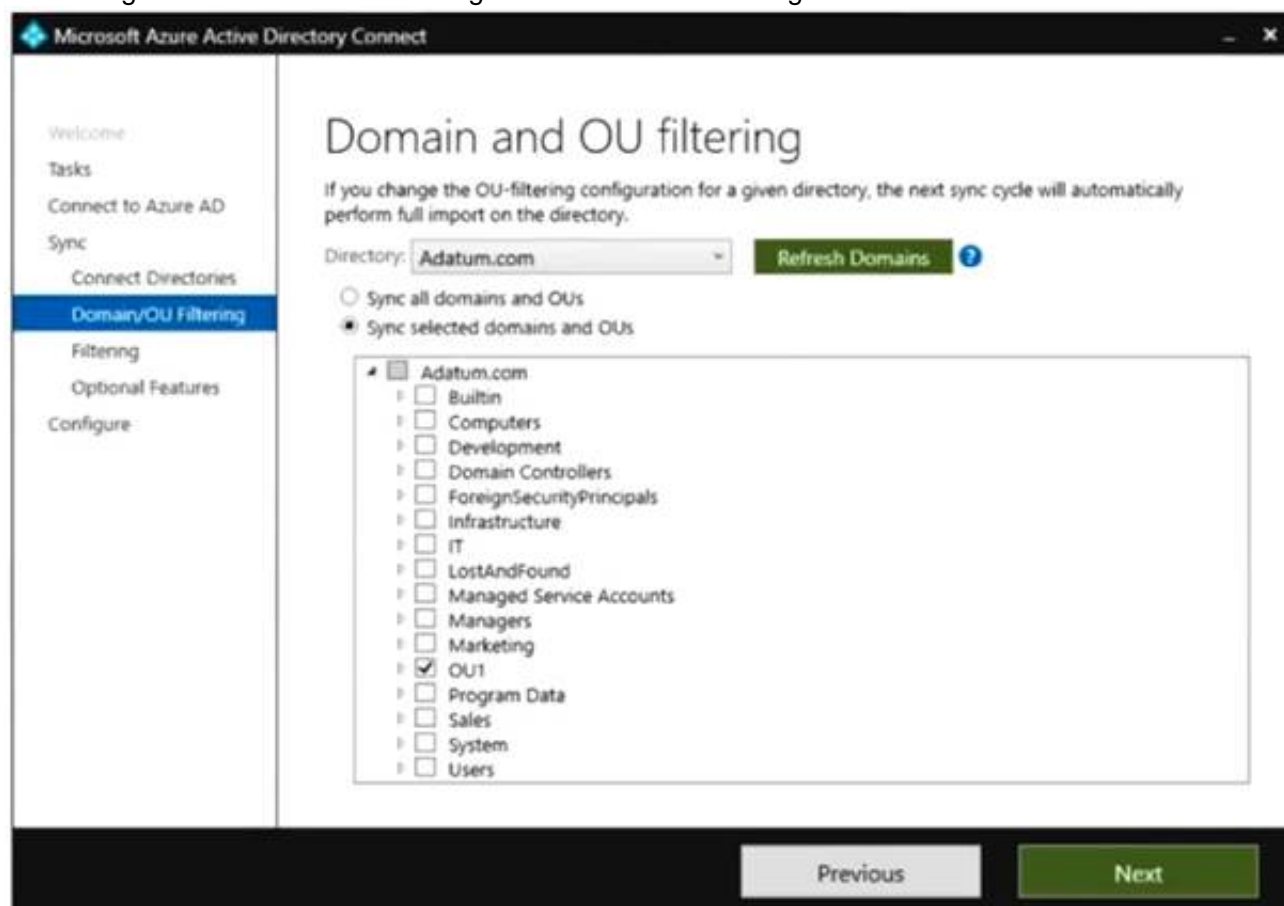 Microsoft Azure Active Directory Connect
Welcome
Tasks
Connect to Azure AD
Sync
Connect Directories
Domain/OU Filtering
Filtering
Optional Features
Configure
Domain and OU filtering
If you change the OU-filtering configuration for a given directory, the next sync cycle will automatically
perform full import on the directory.
Directory: Adatum.com Refresh Domains ?
Sync all domains and OUs
Sync selected domains and OUs
Adatum.com
Builtin
Computers
Development
Domain Controllers
ForeignSecurityPrincipals
Infrastructure
IT
LostAndFound
Managed Service Accounts
Managers
Marketing
OU1
Program Data
Sales
System
Users
Previous Next